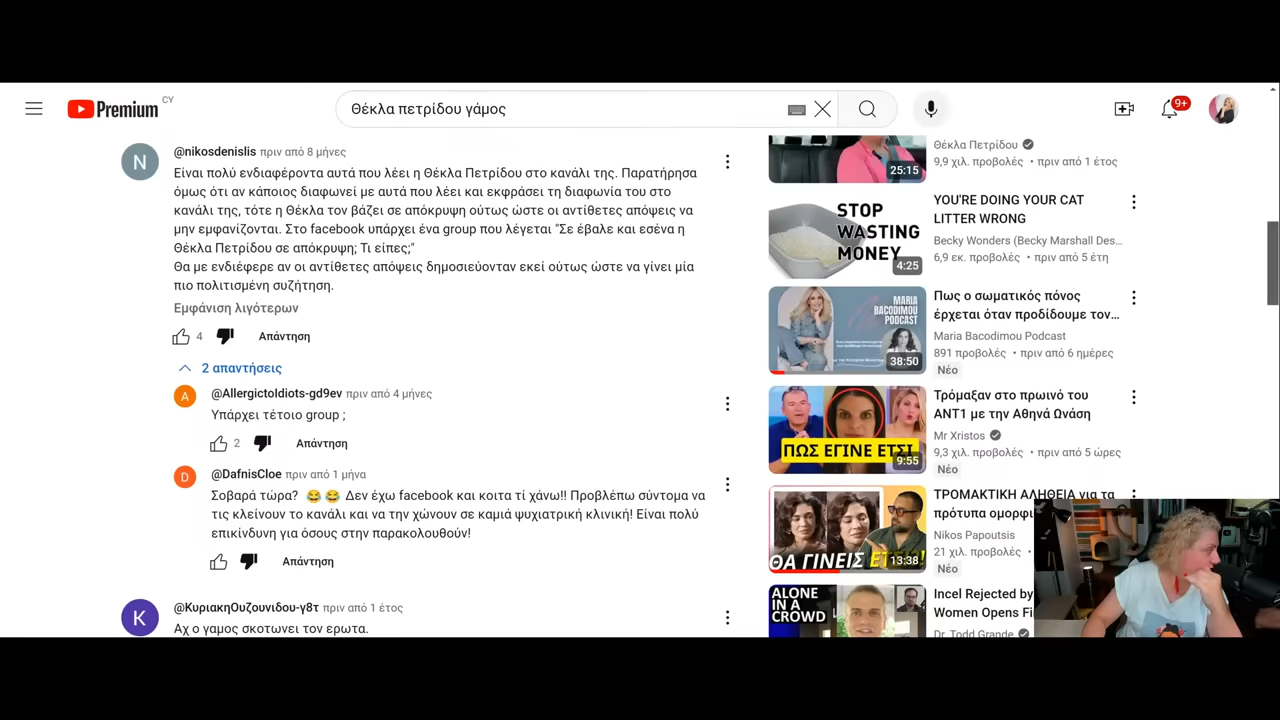 Premium CY
Θέκλα πετρίδου γάμος
9+
@nikosdenislis πριν από 8 μήνες
Είναι πολύ ενδιαφέροντα αυτά που λέει η Θέκλα Πετρίδου στο κανάλι της. Παρατήρησα
όμως ότι αν κάποιος διαφωνεί με αυτά που λέει και εκφράσει τη διαφωνία του στο
κανάλι της, τότε η Θέκλα τον βάζει σε απόκρυψη ούτως ώστε οι αντίθετες απόψεις να
μην εμφανίζονται. Στο facebook υπάρχει ένα group που λέγεται "Σε έβαλε και εσένα η
Θέκλα Πετρίδου σε απόκρυψη; Τι είπες;"
Θα με ενδιέφερε αν οι αντίθετες απόψεις δημοσιεύονταν εκεί ούτως ώστε να γίνει μία
πιο πολιτισμένη συζήτηση.
Εμφάνιση λιγότερων
4 Απάντηση
2 απαντήσεις
@AllergictoIdiots-gd9ev πριν από 4 μήνες
Υπάρχει τέτοιο group ;
2 Απάντηση
@DafnisCloe πριν από 1 μήνα
Σοβαρά τώρα? 😂😂 Δεν έχω facebook και κοιτα τί χάνω!! Προβλέπω σύντομα να
τις κλείνουν το κανάλι και να την χώνουν σε καμιά ψυχιατρική κλινική! Είναι πολύ
επικίνδυνη για όσους στην παρακολουθούν!
Απάντηση
@ΚυριακηΟυζουνιδου-γ8τ πριν από 1 έτος
Αχ ο γαμος σκοτωνει τον ερωτα.
25:15
Θέκλα Πετρίδου
9,9 χιλ. προβολές • πριν από 1 έτος
STOP
WASTING
MONEY
4:25
YOU'RE DOING YOUR CAT
LITTER WRONG
Becky Wonders (Becky Marshall Des...
6,9 εκ. προβολές • πριν από 5 έτη
MARIA
BACODIMOU
PODCAST
38:50
Πως ο σωματικός πόνος
έρχεται όταν προδίδουμε τον...
Maria Bacodimou Podcast
891 προβολές • πριν από 6 ημέρες
Νέο
ΠΩΣ ΕΓΙΝΕ ΕΤΣΙ
9:55
Τρόμαξαν στο πρωινό του
ΑΝΤ1 με την Αθηνά Ωνάση
Mr Xristos
9,3 χιλ. προβολές • πριν από 5 ώρες
Νέο
ΘΑ ΓΙΝΕΙΣ
13:38
ΤΡΟΜΑΚΤΙΚΗ ΑΛΗΘΕΙΑ για τα
πρότυπα ομορφι
Nikos Papoutsis
21 χιλ. προβολές •
Νέο
ALONE
IN A
CROWD
Incel Rejected by
Women Opens Fi
Dr. Todd Grande